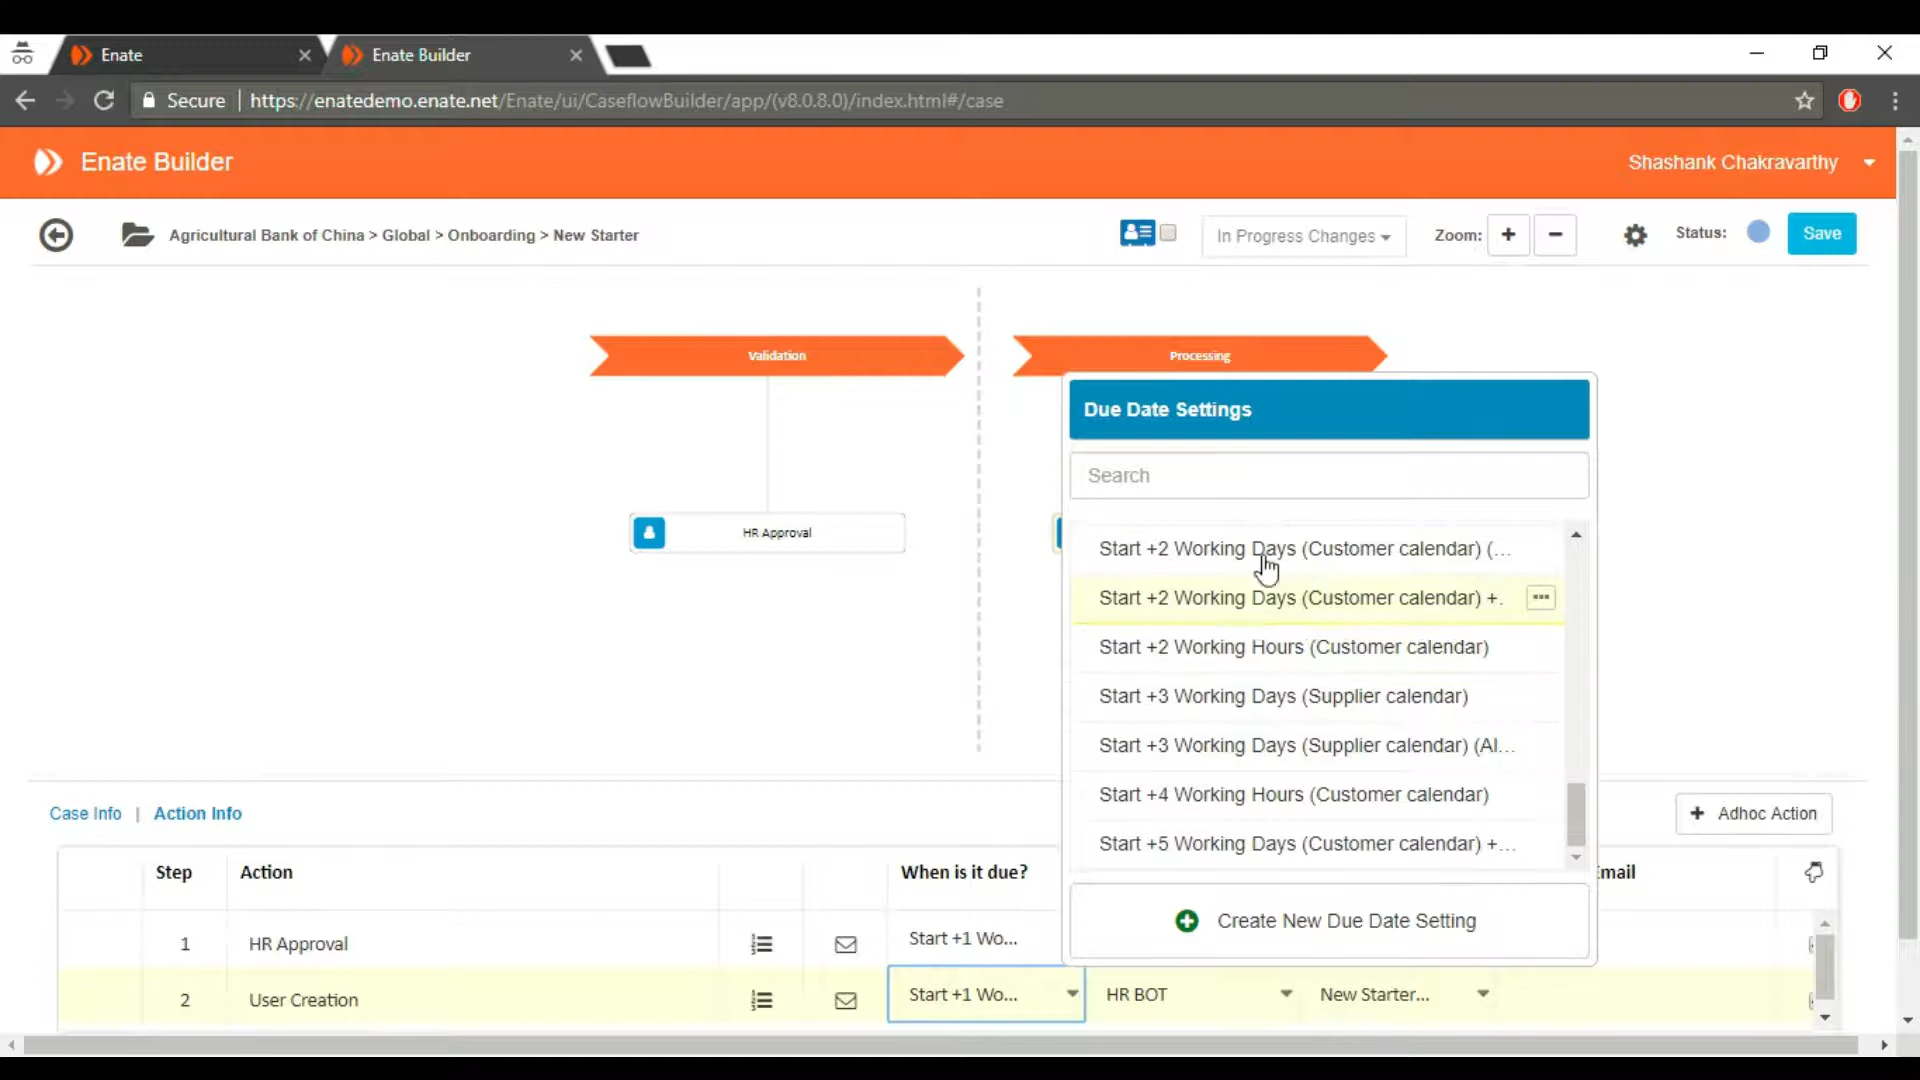 Enate
Enate Builder
Secure
https://enatedemo.enate.net/Enate/ui/CaseflowBuilder/app/(v8.0.8.0)/index.html#/case
Enate Builder
Shashank Chakravarthy
Agricultural Bank of China > Global > Onboarding > New Starter
In Progress Changes
Zoom:
+
−
Status:
Save
Validation
Processing
HR Approval
Due Date Settings
Search
Start +2 Working Days (Customer calendar) (...
Start +2 Working Days (Customer calendar) +.
Start +2 Working Hours (Customer calendar)
Start +3 Working Days (Supplier calendar)
Start +3 Working Days (Supplier calendar) (Al...
Start +4 Working Hours (Customer calendar)
Start +5 Working Days (Customer calendar) +...
Create New Due Date Setting
Case Info | Action Info
+ Adhoc Action
Step Action When is it due? Email
1 HR Approval Start +1 Wo...
2 User Creation Start +1 Wo... HR BOT New Starter...